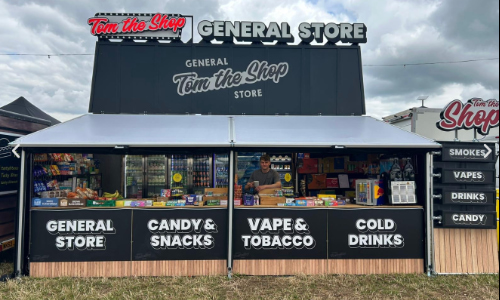 Tom the Shop GENERAL STORE
GENERAL
Tom the Shop
STORE
Tom the
Shop
SMOKES
VAPES
DRINKS
CANDY
GENERAL
STORE
CANDY &
SNACKS
VAPE &
TOBACCO
COLD
DRINKS